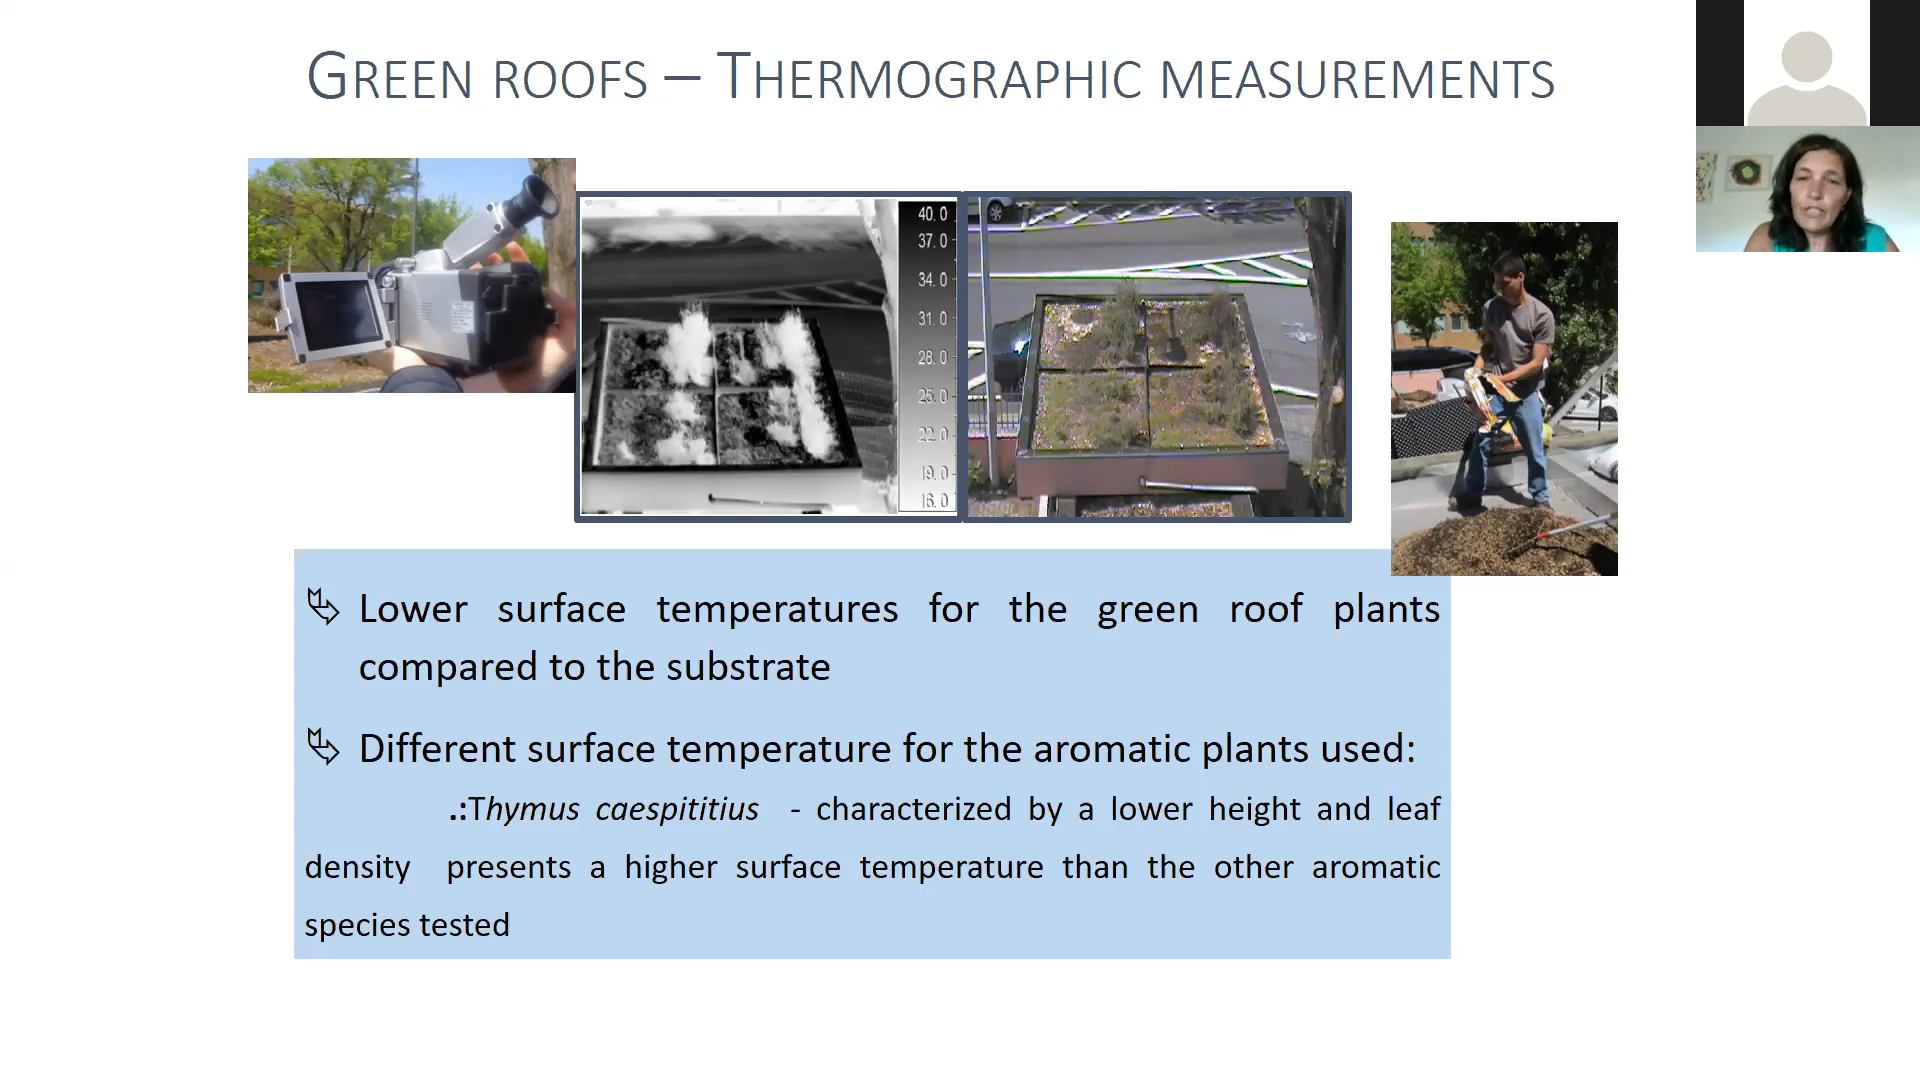 GREEN ROOFS – THERMOGRAPHIC MEASUREMENTS
40.0
37.0
34.0
31.0
28.0
25.0
22.0
19.0
16.0
Lower surface temperatures for the green roof plants
compared to the substrate
Different surface temperature for the aromatic plants used:
.:Thymus caespititius - characterized by a lower height and leaf
density presents a higher surface temperature than the other aromatic
species tested